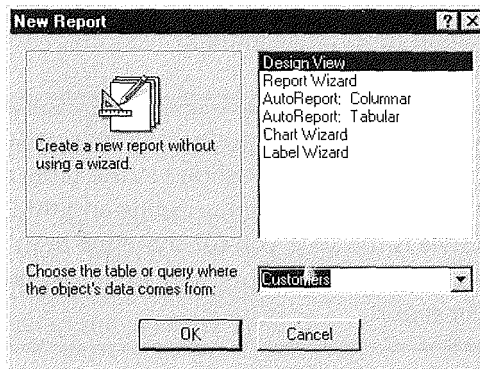 New Report
Design View
Report Wizard
AutoReport: Columnar
AutoReport: Tabular
Chart Wizard
Label Wizard
Create a new report without
using a wizard.
Choose the table or query where
the object's data comes from:
Customers
OK
Cancel